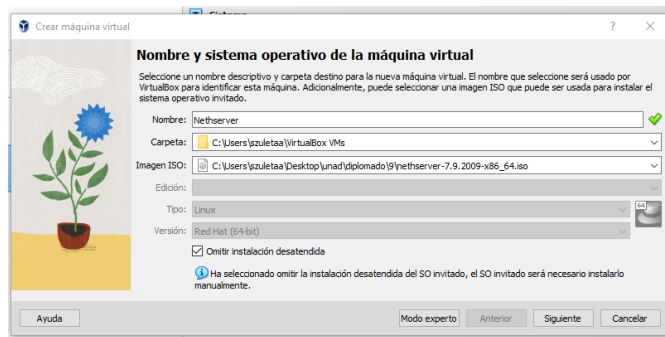 Crear máquina virtual
Nombre y sistema operativo de la máquina virtual
Seleccione un nombre descriptivo y carpeta destino para la nueva máquina virtual. El nombre que seleccione será usado por
VirtualBox para identificar esta máquina. Adicionalmente, puede seleccionar una imagen ISO que puede ser usada para instalar el
sistema operativo invitado.
Nombre: Nethserver
Carpeta: C:\Users\szuletaa\VirtualBox VMs
Imagen ISO: C:\Users\szuletaa\Desktop\unad\diplomado\9\nethserver-7.9.2009-x86_64.iso
Edición:
Tipo: Linux
64
Versión: Red Hat (64-bit)
Omitir instalación desatendida
Ha seleccionado omitir la instalación desatendida del SO invitado, el SO invitado será necesario instalarlo
manualmente.
Ayuda Modo experto Anterior Siguiente Cancelar